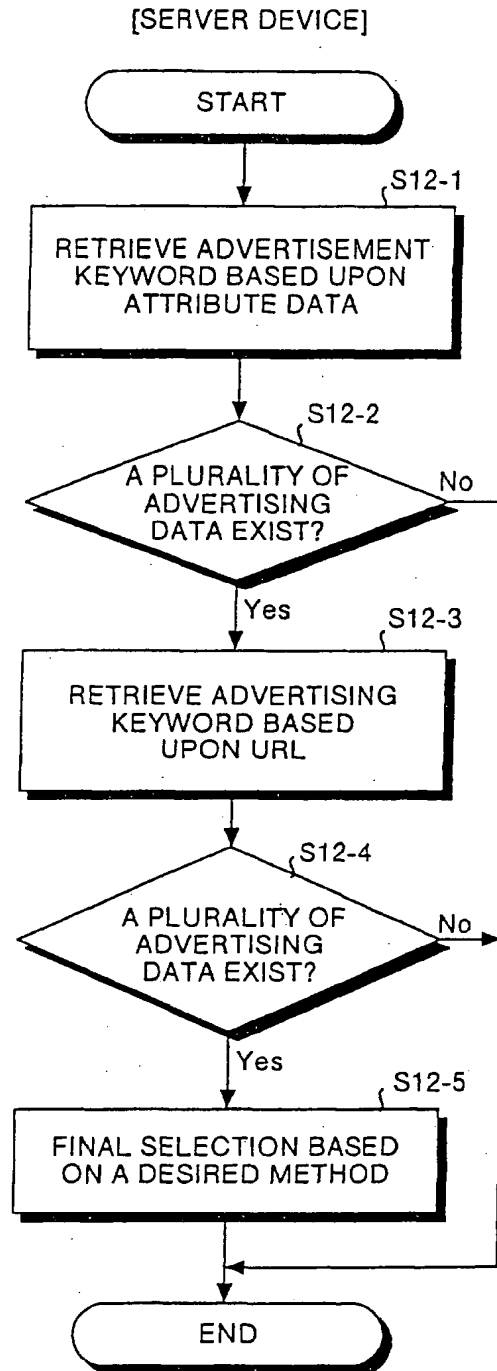 [SERVER DEVICE]
START
S12-1
RETRIEVE ADVERTISEMENT
KEYWORD BASED UPON
ATTRIBUTE DATA
S12-2
A PLURALITY OF
ADVERTISING
DATA EXIST?
No
Yes
S12-3
RETRIEVE ADVERTISING
KEYWORD BASED
UPON URL
S12-4
A PLURALITY OF
ADVERTISING
DATA EXIST?
No
Yes
S12-5
FINAL SELECTION BASED
ON A DESIRED METHOD
END